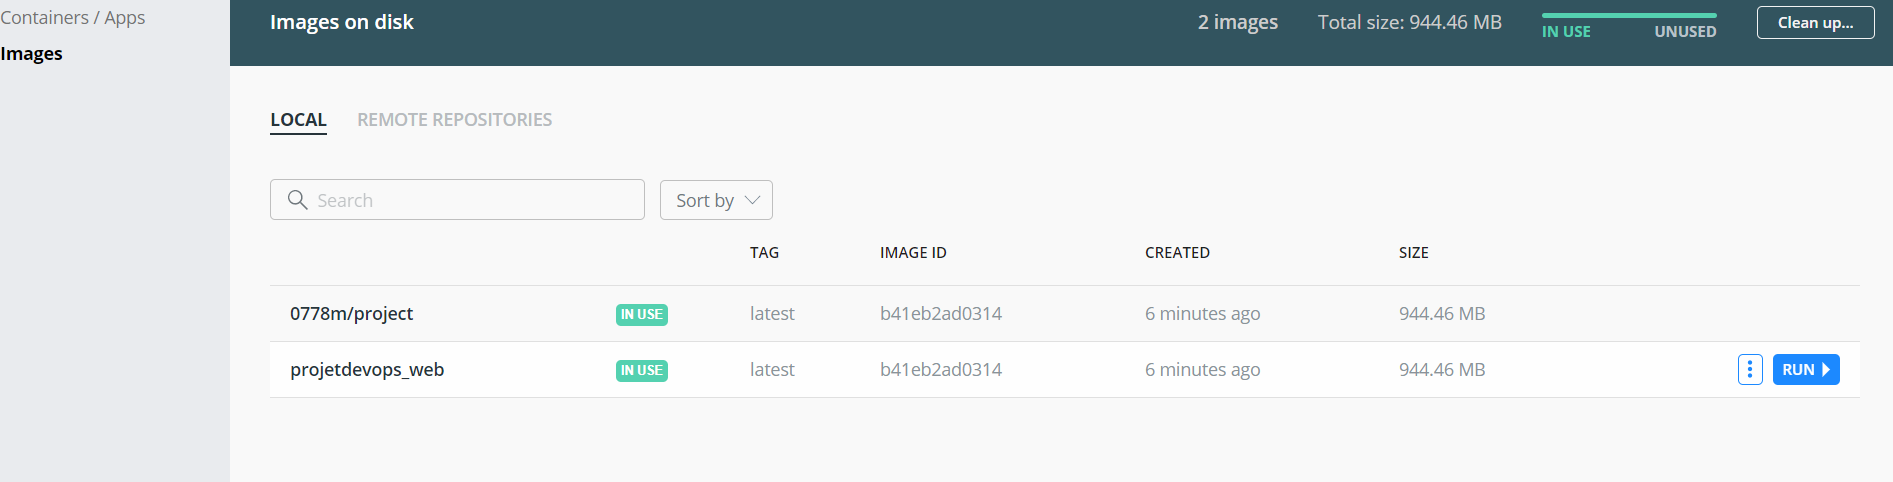 Containers / Apps
Images
Images on disk
2 images
Total size: 944.46 MB
IN USE
UNUSED
Clean up...
LOCAL
REMOTE REPOSITORIES
Search
Sort by
TAG
IMAGE ID
CREATED
SIZE
0778m/project
IN USE
latest
b41eb2ad0314
6 minutes ago
944.46 MB
projetdevops_web
IN USE
latest
b41eb2ad0314
6 minutes ago
944.46 MB
RUN